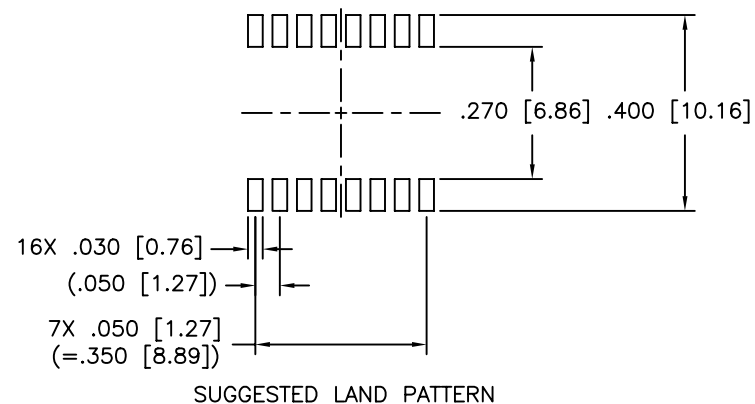 .270 [6.86] .400 [10.16]
16X .030 [0.76]
(.050 [1.27])
7X .050 [1.27]
(=.350 [8.89])
SUGGESTED LAND PATTERN